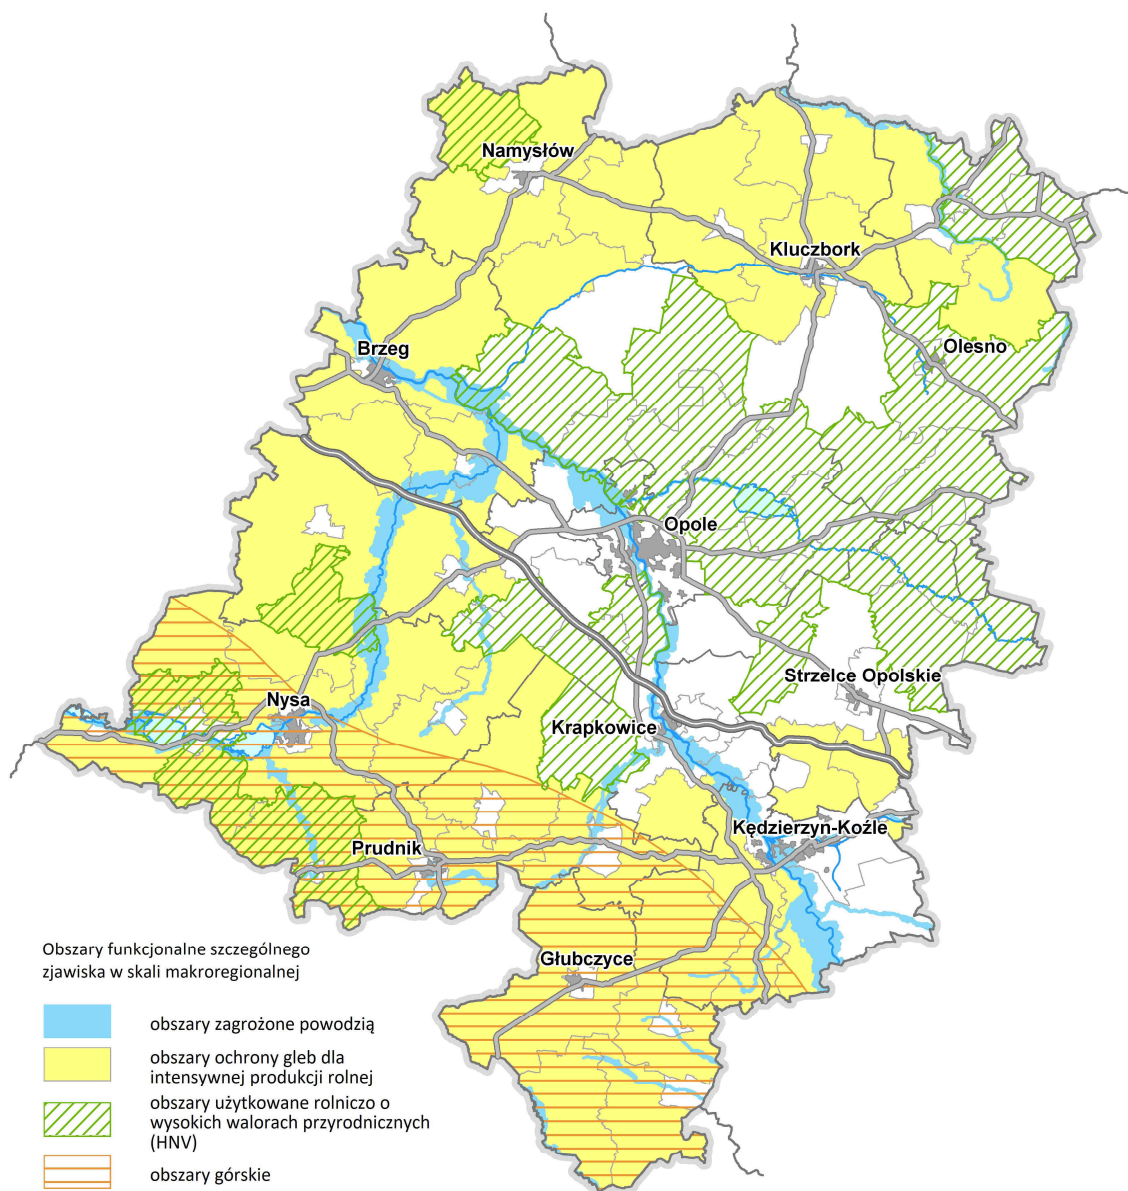 Namysłów
Kluczbork
Brzeg
Olesno
Opole
Strzelce Opolskie
Nysa
Krapkowice
Kędzierzyn-Koźle
Prudnik
Głubczyce
Obszary funkcjonalne szczególnego
zjawiska w skali makroregionalnej
obszary zagrożone powodzią
obszary ochrony gleb dla
intensywnej produkcji rolnej
obszary użytkowane rolniczo o
wysokich walorach przyrodnicznych
(HNV)
obszary górskie